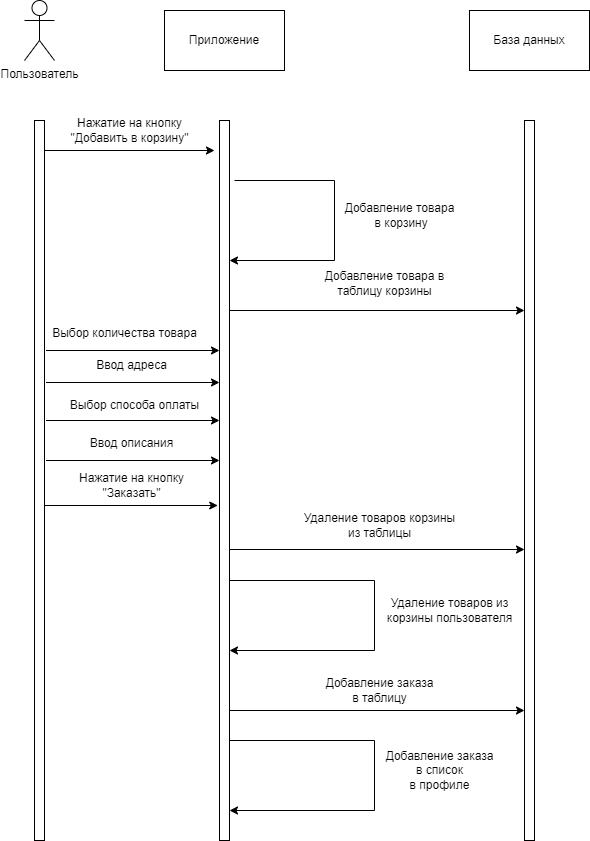 Пользователь
Приложение
База данных
Нажатие на кнопку
"Добавить в корзину"
Добавление товара
в корзину
Добавление товара в
таблицу корзины
Выбор количества товара
Ввод адреса
Выбор способа оплаты
Ввод описания
Нажатие на кнопку
"Заказать"
Удаление товаров корзины
из таблицы
Удаление товаров из
корзины пользователя
Добавление заказа
в таблицу
Добавление заказа
в список
в профиле